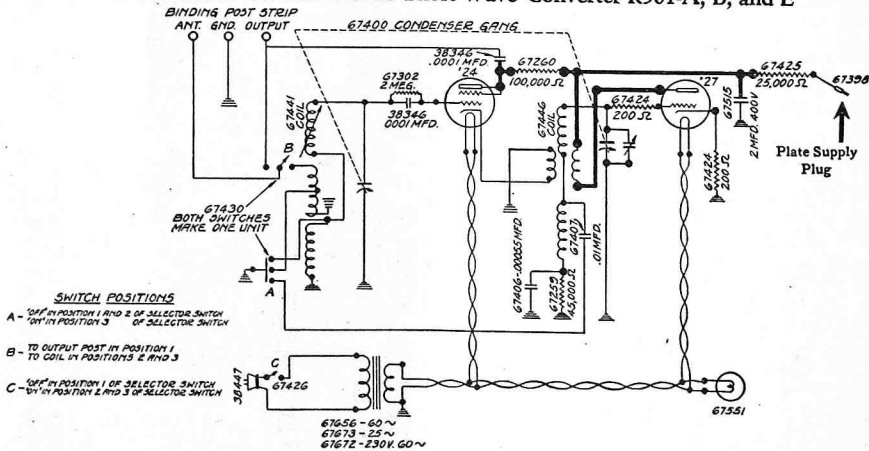 Short Wave Converter R301-A, B, and E
BINDING POST STRIP
ANT. GND. OUTPUT
67400 CONDENSER GANG
38346
.0001 MFD.
'24
67260
100,000 Ω
67425
25,000 Ω
67398
67302
2 MEG.
38346
.0001 MFD.
67441
COIL
67446
COIL
67424
200 Ω
'27
67515
2 MFD. 400V
Plate Supply
Plug
B
67430
BOTH SWITCHES
MAKE ONE UNIT
67424
200 Ω
67407
.01 MFD.
67406-.00055 MFD.
67259
45,000 Ω
A
SWITCH POSITIONS
A- "OFF" IN POSITION 1 AND 2 OF SELECTOR SWITCH
"ON" IN POSITION 3 OF SELECTOR SWITCH
B- TO OUTPUT POST IN POSITION 1
TO COIL IN POSITIONS 2 AND 3
C- "OFF" IN POSITION 1 OF SELECTOR SWITCH
"ON" IN POSITION 2 AND 3 OF SELECTOR SWITCH
C
38447
67426
67551
67656-60~
67673-25~
67672-230V. 60~